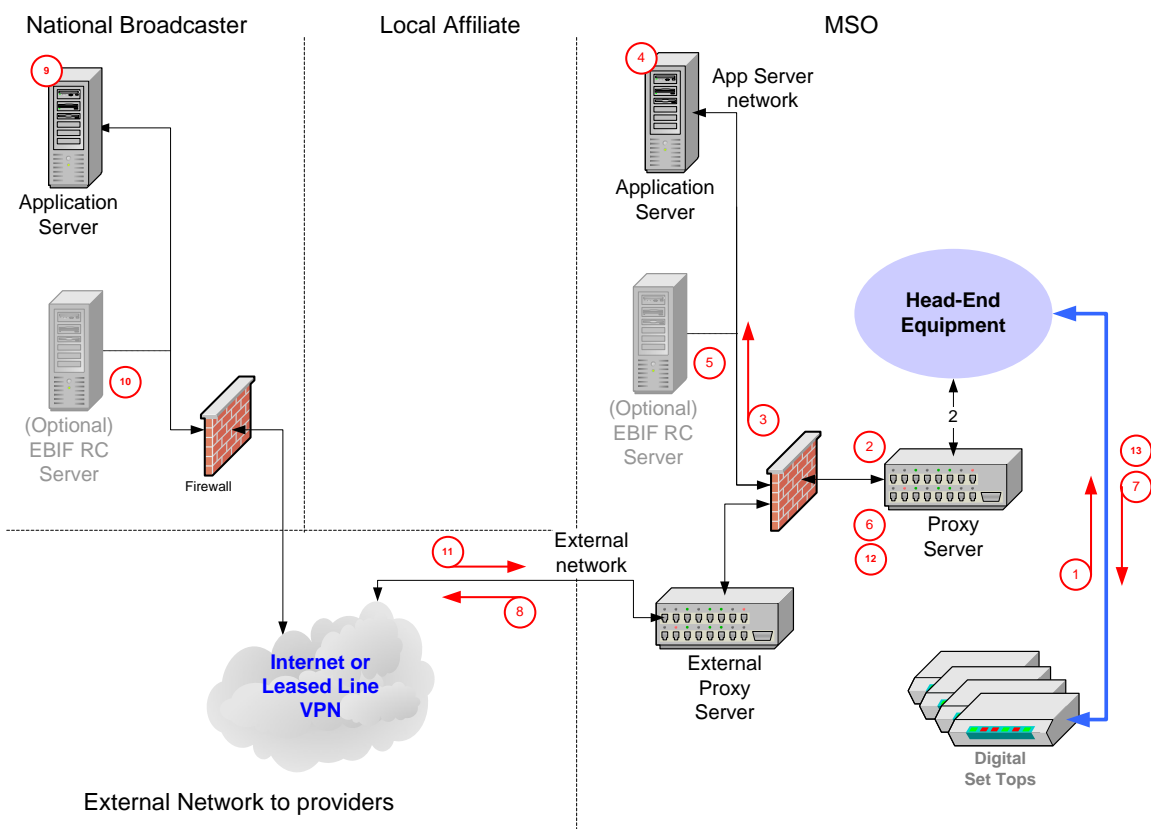 National Broadcaster
Local Affiliate
MSO
9
4
App Server
network
Application
Server
Application
Server
Head-End
Equipment
5
10
3
(Optional)
EBIF RC
Server
(Optional)
EBIF RC
Server
Firewall
2
2
13
7
6
12
Proxy
Server
1
11
External
network
8
Internet or
Leased Line
VPN
External
Proxy
Server
Digital
Set Tops
External Network to providers